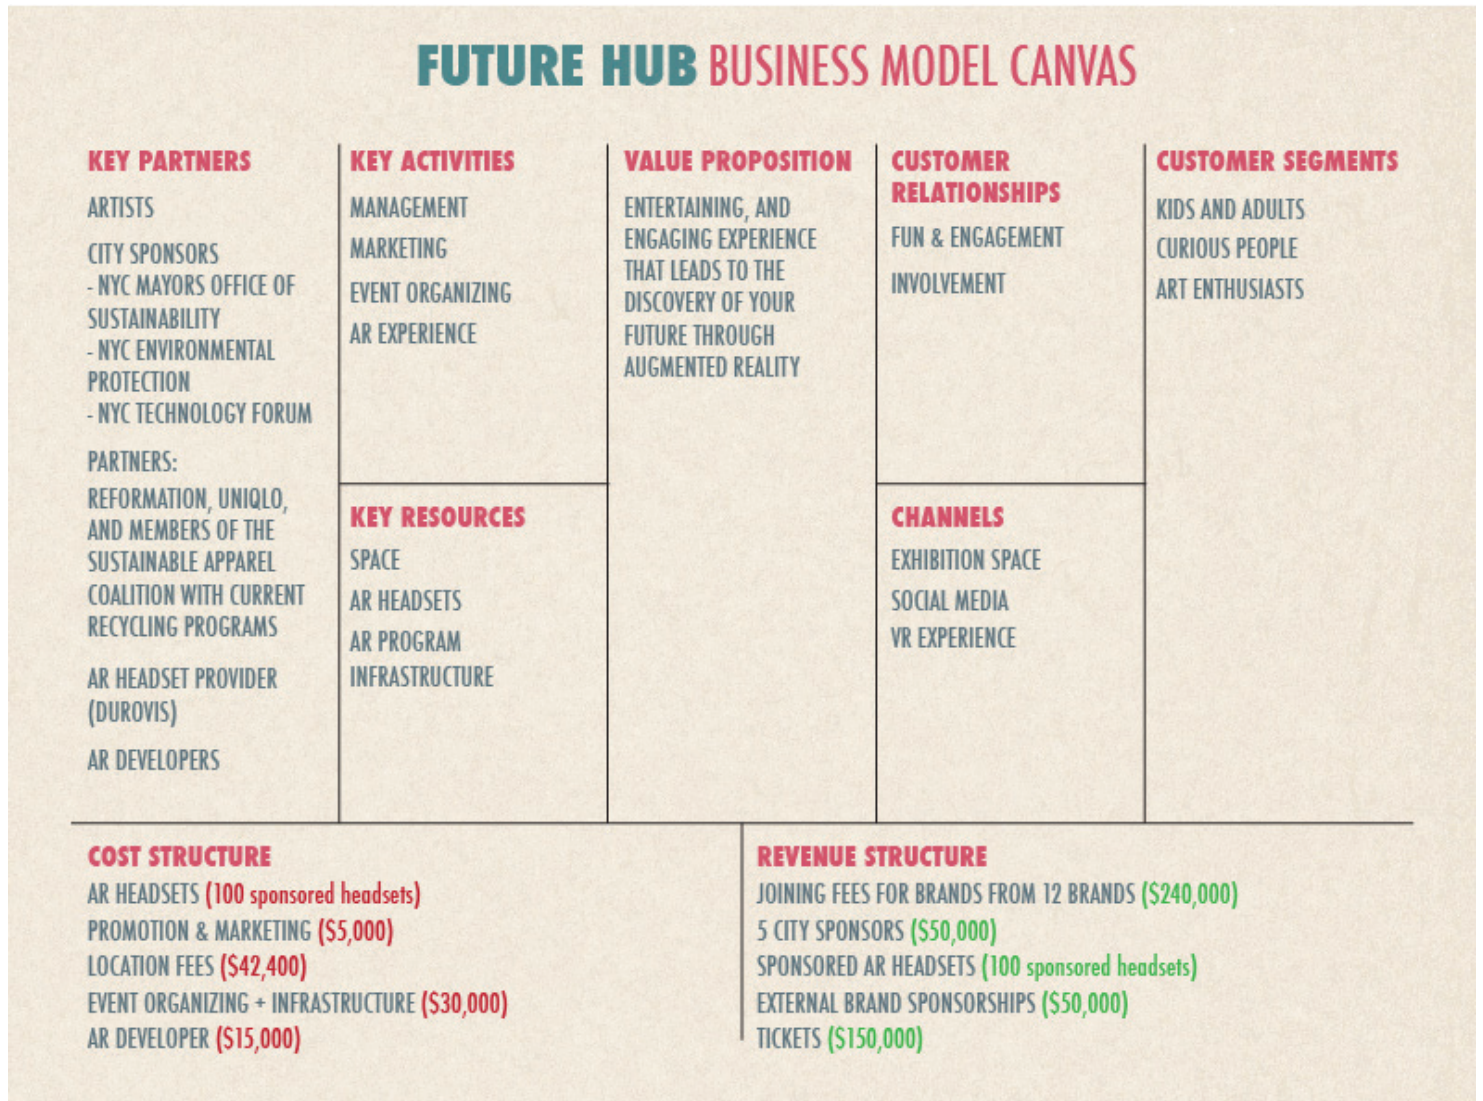 FUTURE HUB BUSINESS MODEL CANVAS
KEY PARTNERS
ARTISTS
CITY SPONSORS
- NYC MAYORS OFFICE OF
SUSTAINABILITY
- NYC ENVIRONMENTAL
PROTECTION
- NYC TECHNOLOGY FORUM
PARTNERS:
REFORMATION, UNIQLO,
AND MEMBERS OF THE
SUSTAINABLE APPAREL
COALITION WITH CURRENT
RECYCLING PROGRAMS
AR HEADSET PROVIDER
(DUROVIS)
AR DEVELOPERS
KEY ACTIVITIES
MANAGEMENT
MARKETING
EVENT ORGANIZING
AR EXPERIENCE
KEY RESOURCES
SPACE
AR HEADSETS
AR PROGRAM
INFRASTRUCTURE
VALUE PROPOSITION
ENTERTAINING, AND
ENGAGING EXPERIENCE
THAT LEADS TO THE
DISCOVERY OF YOUR
FUTURE THROUGH
AUGMENTED REALITY
CUSTOMER
RELATIONSHIPS
FUN & ENGAGEMENT
INVOLVEMENT
CHANNELS
EXHIBITION SPACE
SOCIAL MEDIA
VR EXPERIENCE
CUSTOMER SEGMENTS
KIDS AND ADULTS
CURIOUS PEOPLE
ART ENTHUSIASTS
COST STRUCTURE
AR HEADSETS (100 sponsored headsets)
PROMOTION & MARKETING ($5,000)
LOCATION FEES ($42,400)
EVENT ORGANIZING + INFRASTRUCTURE ($30,000)
AR DEVELOPER ($15,000)
REVENUE STRUCTURE
JOINING FEES FOR BRANDS FROM 12 BRANDS ($240,000)
5 CITY SPONSORS ($50,000)
SPONSORED AR HEADSETS (100 sponsored headsets)
EXTERNAL BRAND SPONSORSHIPS ($50,000)
TICKETS ($150,000)